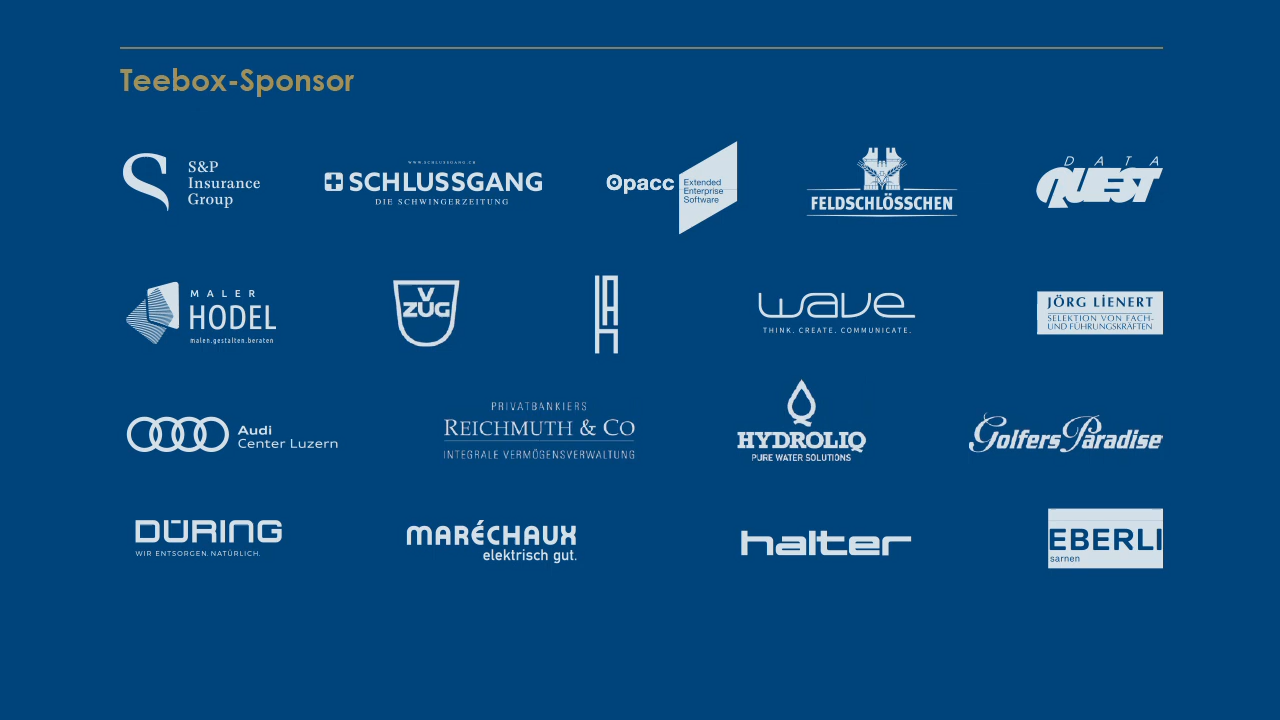 Teebox-Sponsor
S&P
Insurance
Group
WWW.SCHLUSSGANG.CH
SCHLUSSGANG
DIE SCHWINGERZEITUNG
Opacc
Extended
Enterprise
Software
FELDSCHLÖSSCHEN
DATA
QUEST
MALER
HODEL
malen.gestalten.beraten
V
ZUG
wave
THINK. CREATE. COMMUNICATE.
JÖRG LIENERT
SELEKTION VON FACH-
UND FÜHRUNGSKRÄFTEN
Audi
Center Luzern
PRIVATBANKIERS
REICHMUTH & CO
INTEGRALE VERMÖGENSVERWALTUNG
HYDROLIQ
PURE WATER SOLUTIONS
Golfers Paradise
DÜRING
WIR ENTSORGEN. NATÜRLICH.
MARÉCHAUX
elektrisch gut.
halter
EBERLI
sarnen